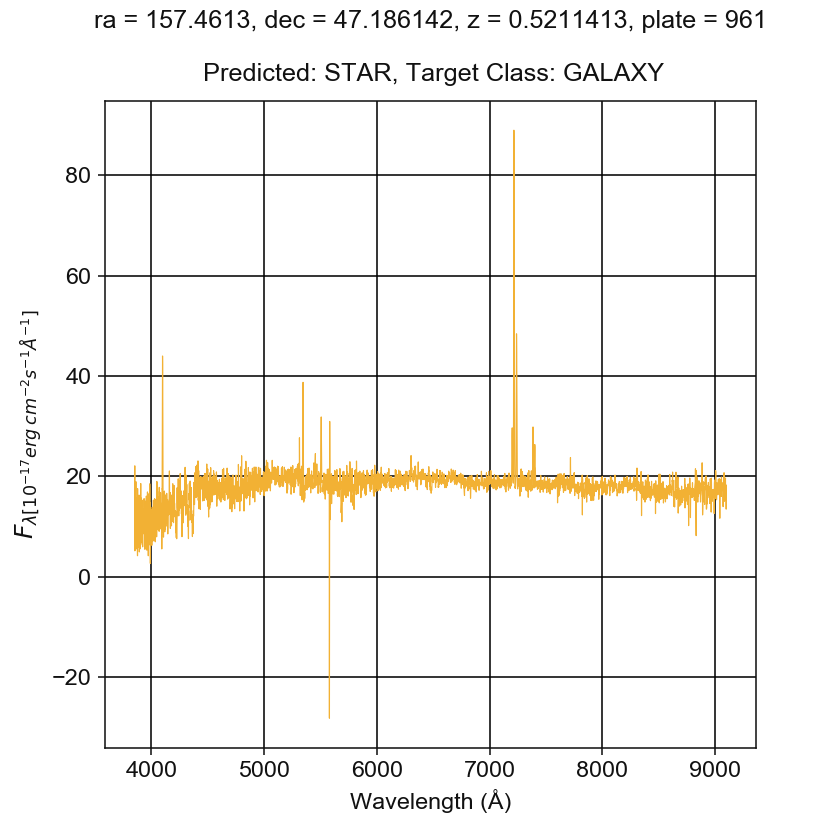 ra = 157.4613, dec = 47.186142, z = 0.5211413, plate = 961
Predicted: STAR, Target Class: GALAXY
80
60
40
20
0
−20
4000 5000 6000 7000 8000 9000
Wavelength (Å)
Fλ[10⁻¹⁷erg cm⁻²s⁻¹Å⁻¹]